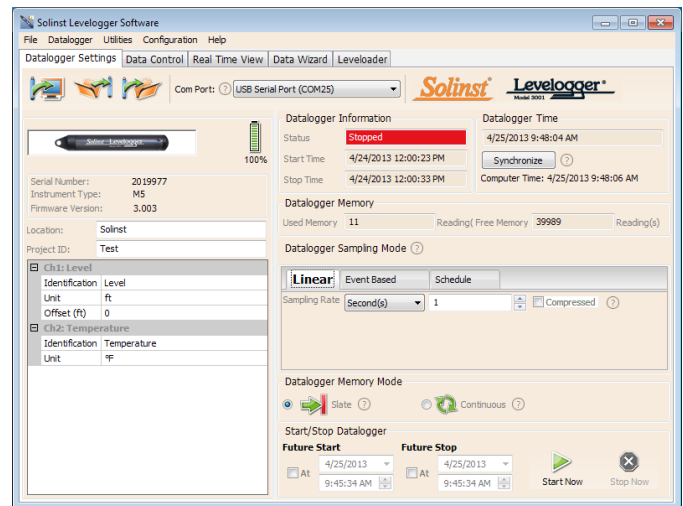 Solinst Levelogger Software
File Datalogger Utilities Configuration Help
Datalogger Settings Data Control Real Time View Data Wizard Leveloader
Com Port: ? USB Serial Port (COM25)
Solinst Levelogger®
Model 3001
Solinst Levelogger
100%
Serial Number: 2019977
Instrument Type: M5
Firmware Version: 3.003
Location: Solinst
Project ID: Test
Ch1: Level
Identification Level
Unit ft
Offset (ft) 0
Ch2: Temperature
Identification Temperature
Unit °F
Datalogger Information
Status Stopped
Start Time 4/24/2013 12:00:23 PM
Stop Time 4/24/2013 12:00:33 PM
Datalogger Time
4/25/2013 9:48:04 AM
Synchronize ?
Computer Time: 4/25/2013 9:48:06 AM
Datalogger Memory
Used Memory 11 Reading( Free Memory 39989 Reading(s)
Datalogger Sampling Mode ?
Linear Event Based Schedule
Sampling Rate Second(s) 1 Compressed ?
Datalogger Memory Mode
Slate ? Continuous ?
Start/Stop Datalogger
Future Start Future Stop
At 4/25/2013 At 4/25/2013
9:45:34 AM 9:45:34 AM
Start Now Stop Now